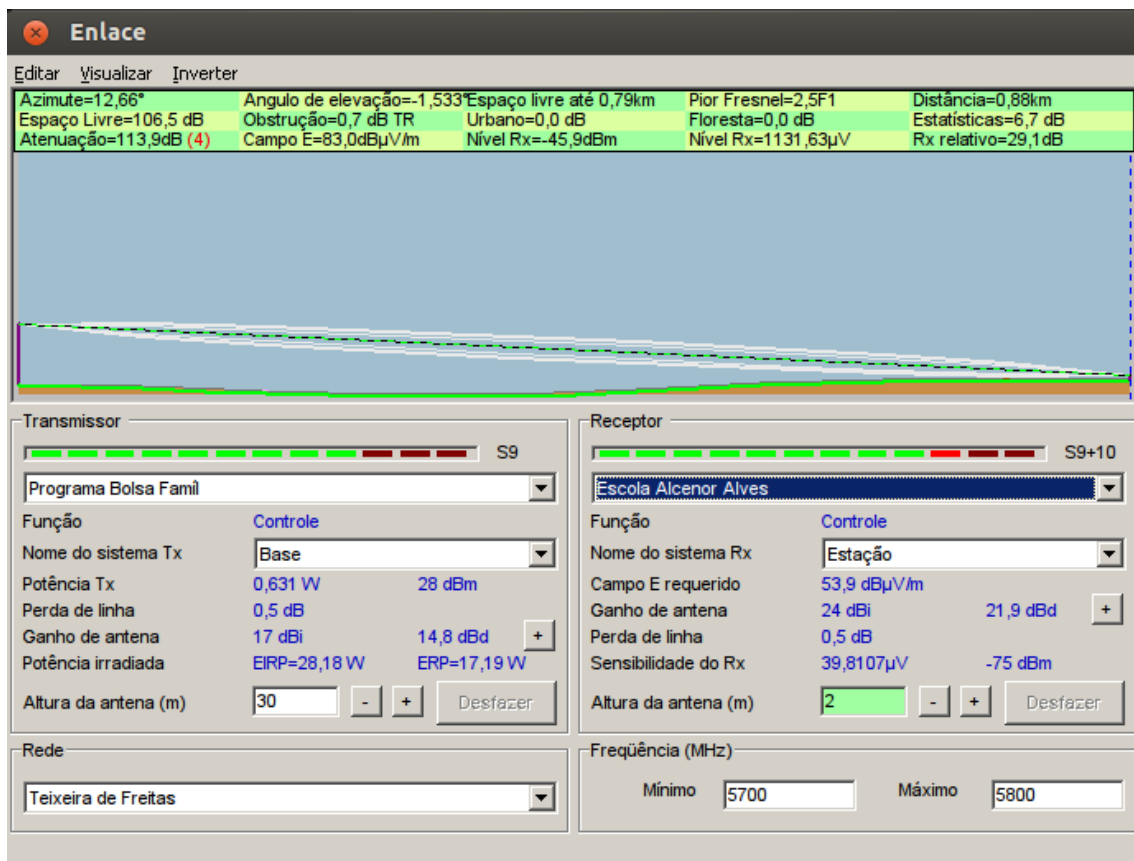 Enlace
Editar Visualizar Inverter
Azimute=12,66° Angulo de elevação=-1,533° Espaço livre até 0,79km Pior Fresnel=2,5F1 Distância=0,88km
Espaço Livre=106,5 dB Obstrução=0,7 dB TR Urbano=0,0 dB Floresta=0,0 dB Estatísticas=6,7 dB
Atenuação=113,9dB (4) Campo E=83,0dBµV/m Nível Rx=-45,9dBm Nível Rx=1131,63µV Rx relativo=29,1dB
Transmissor
S9
Programa Bolsa Famíl
Função Controle
Nome do sistema Tx Base
Potência Tx 0,631 W 28 dBm
Perda de linha 0,5 dB
Ganho de antena 17 dBi 14,8 dBd +
Potência irradiada EIRP=28,18 W ERP=17,19 W
Altura da antena (m) 30 - + Desfazer
Receptor
S9+10
Escola Alcenor Alves
Função Controle
Nome do sistema Rx Estação
Campo E requerido 53,9 dBµV/m
Ganho de antena 24 dBi 21,9 dBd +
Perda de linha 0,5 dB
Sensibilidade do Rx 39,8107µV -75 dBm
Altura da antena (m) 2 - + Desfazer
Rede
Teixeira de Freitas
Freqüência (MHz)
Mínimo 5700 Máximo 5800